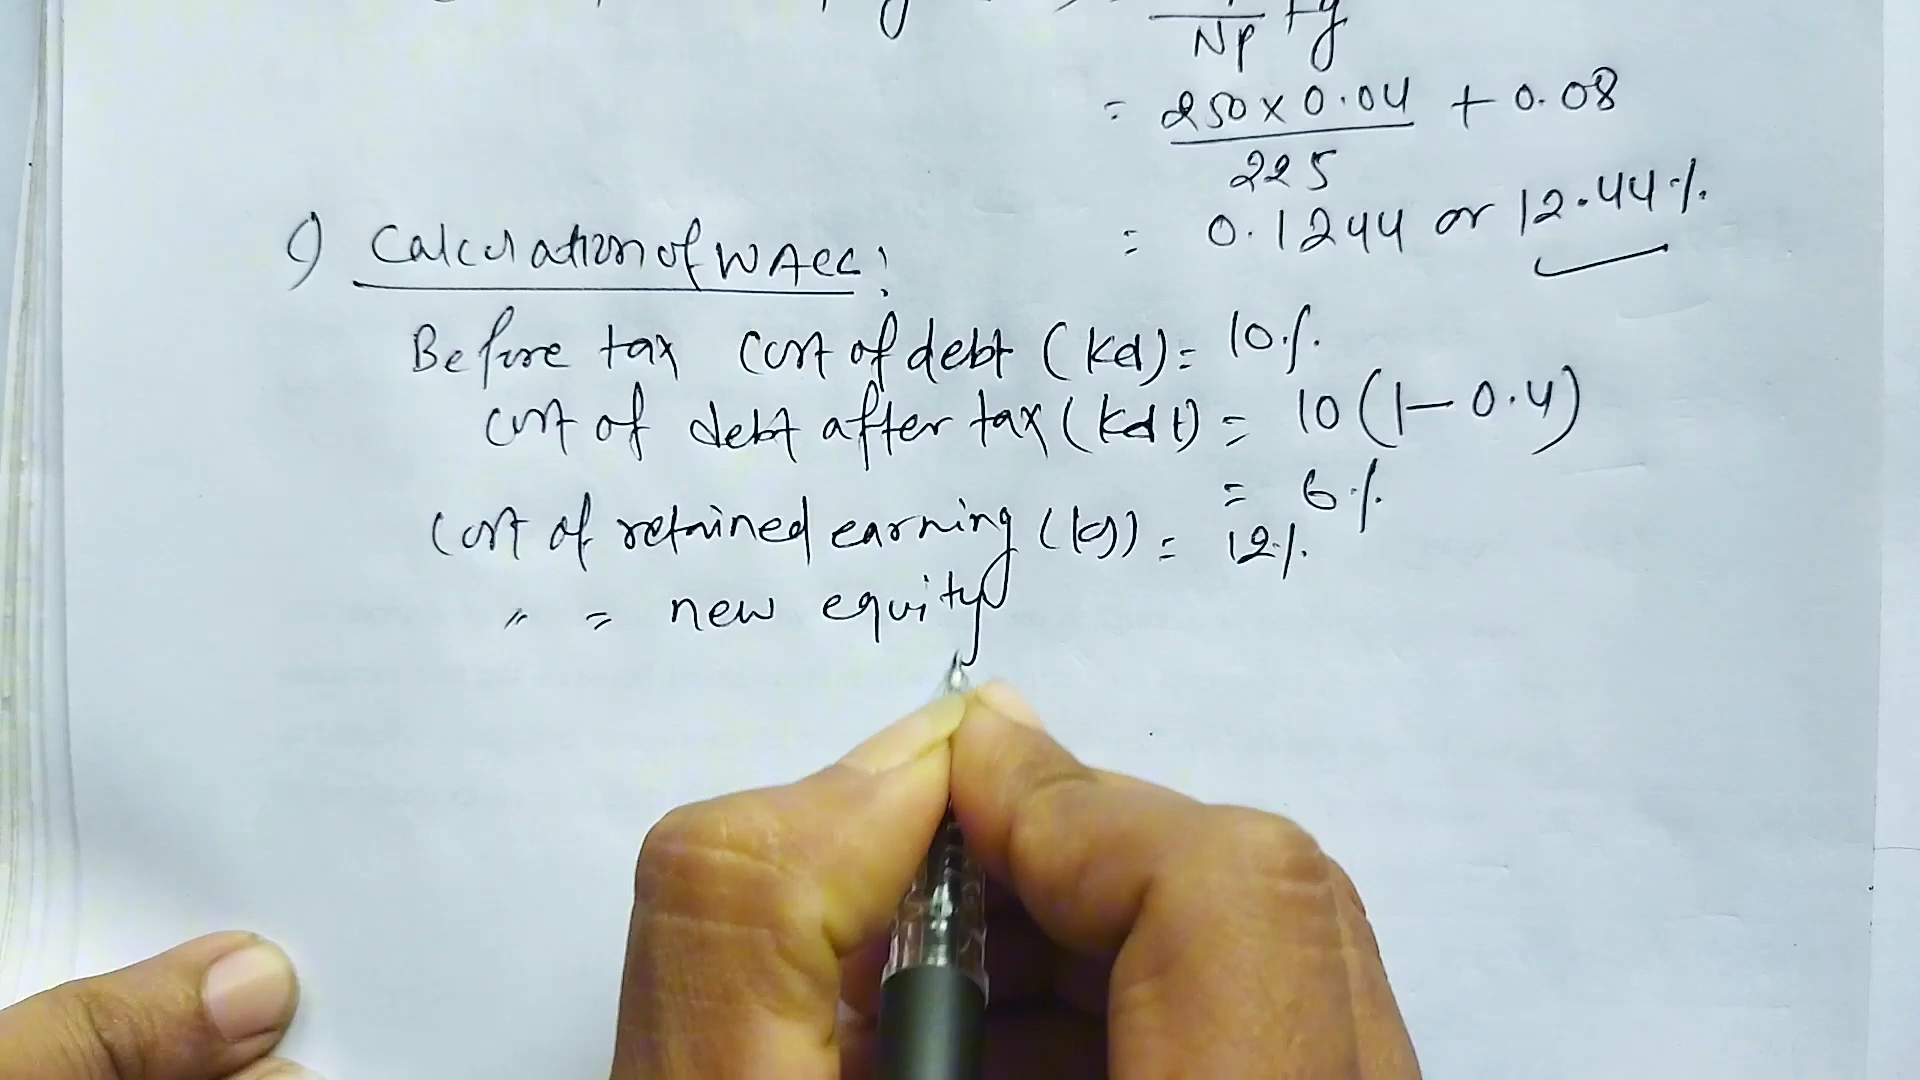 NP + g
= 250 × 0.04 + 0.08
225
= 0.1244 or 12.44%
c) Calculation of WACC:
Before tax cost of debt (Kd) = 10%
cost of debt after tax (Kdt) = 10 (1 - 0.4)
= 6%
Cost of retained earning (ks) = 12%
" = new equity